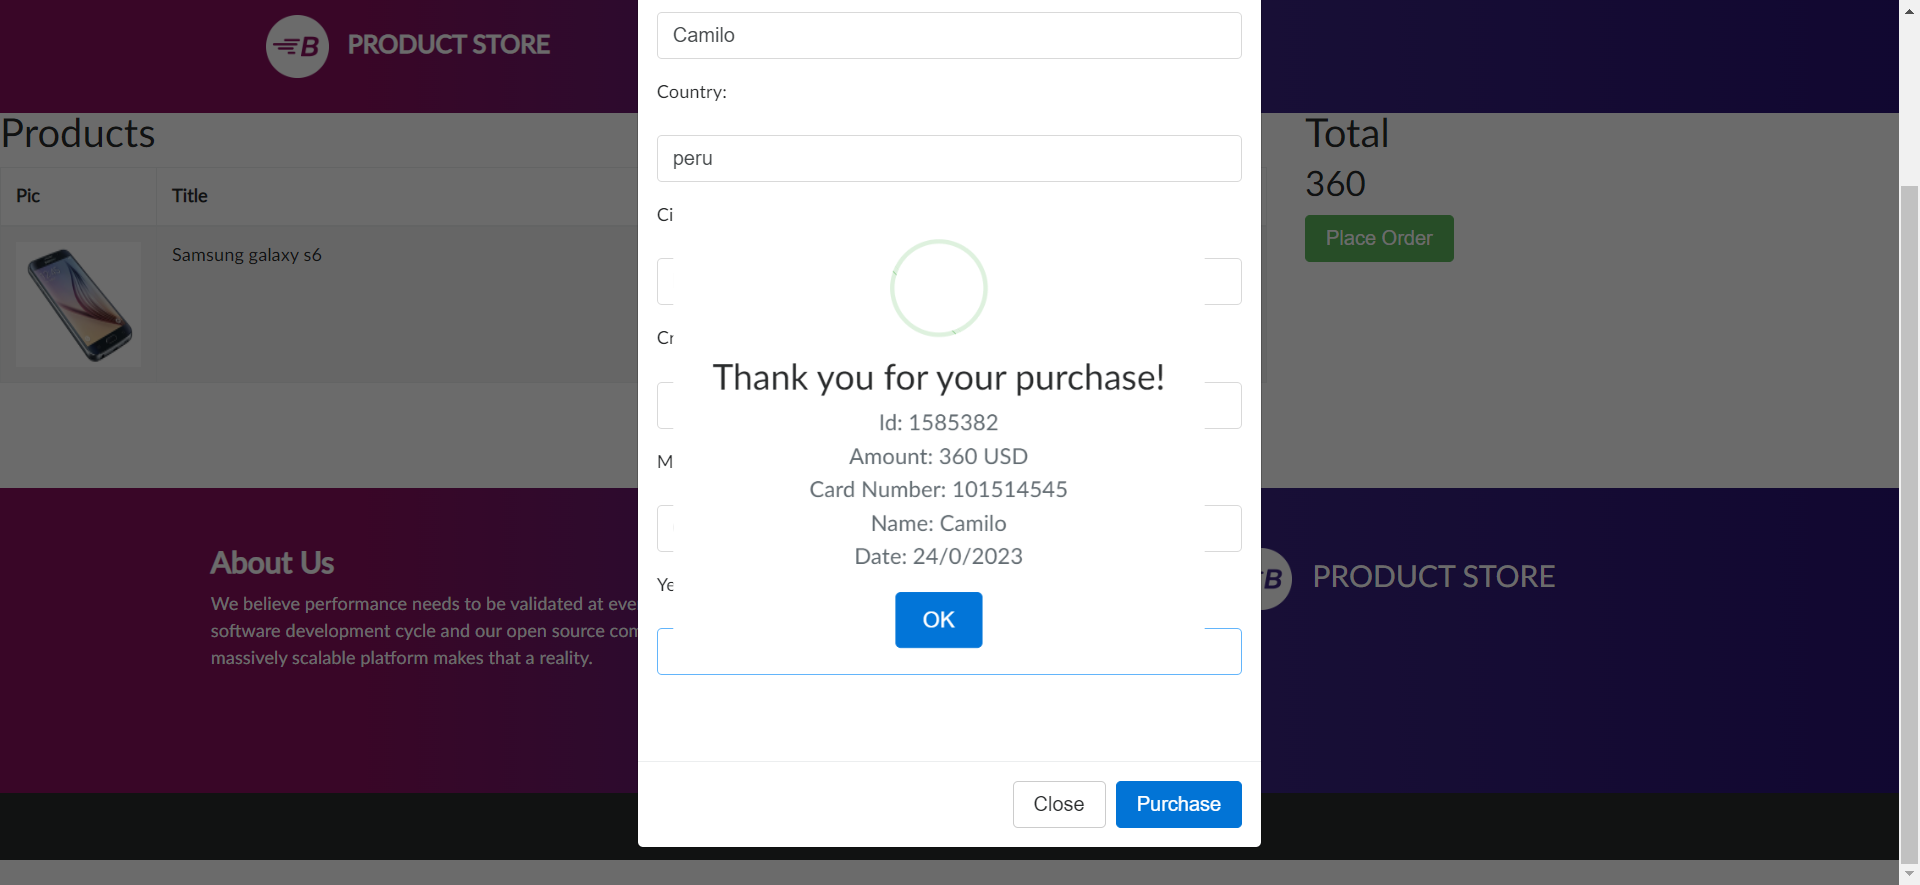 B PRODUCT STORE
Products
Pic Title
Samsung galaxy s6
Total
360
Place Order
Camilo
Country:
peru
Ci
Cr
M
Ye
Thank you for your purchase!
Id: 1585382
Amount: 360 USD
Card Number: 101514545
Name: Camilo
Date: 24/0/2023
OK
Close Purchase
About Us
We believe performance needs to be validated at eve
software development cycle and our open source com
massively scalable platform makes that a reality.
B PRODUCT STORE